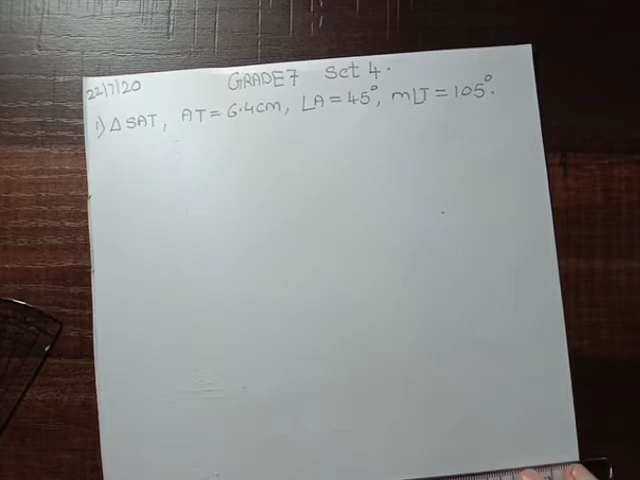 GRADE 7 Set 4.
22/7/20
1) △ SAT, AT = 6.4cm, ∠A = 45°, m∠T = 105°.